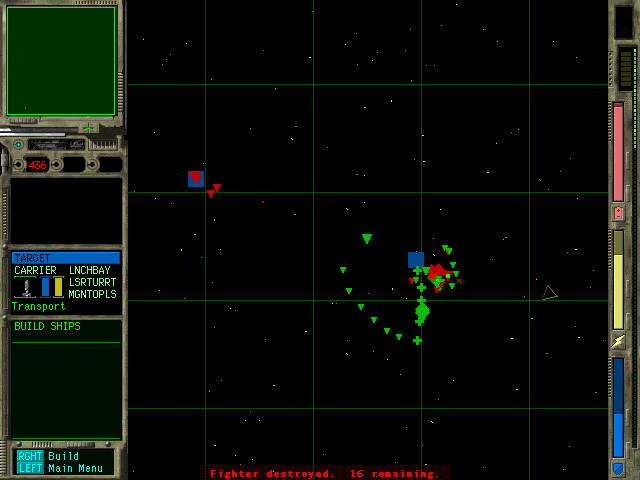 436
TARGET
CARRIER LNCHBAY
LSRTURRT
MGNTOPLS
Transport
BUILD SHIPS
RGHT Build
LEFT Main Menu
Fighter destroyed. 16 remaining.